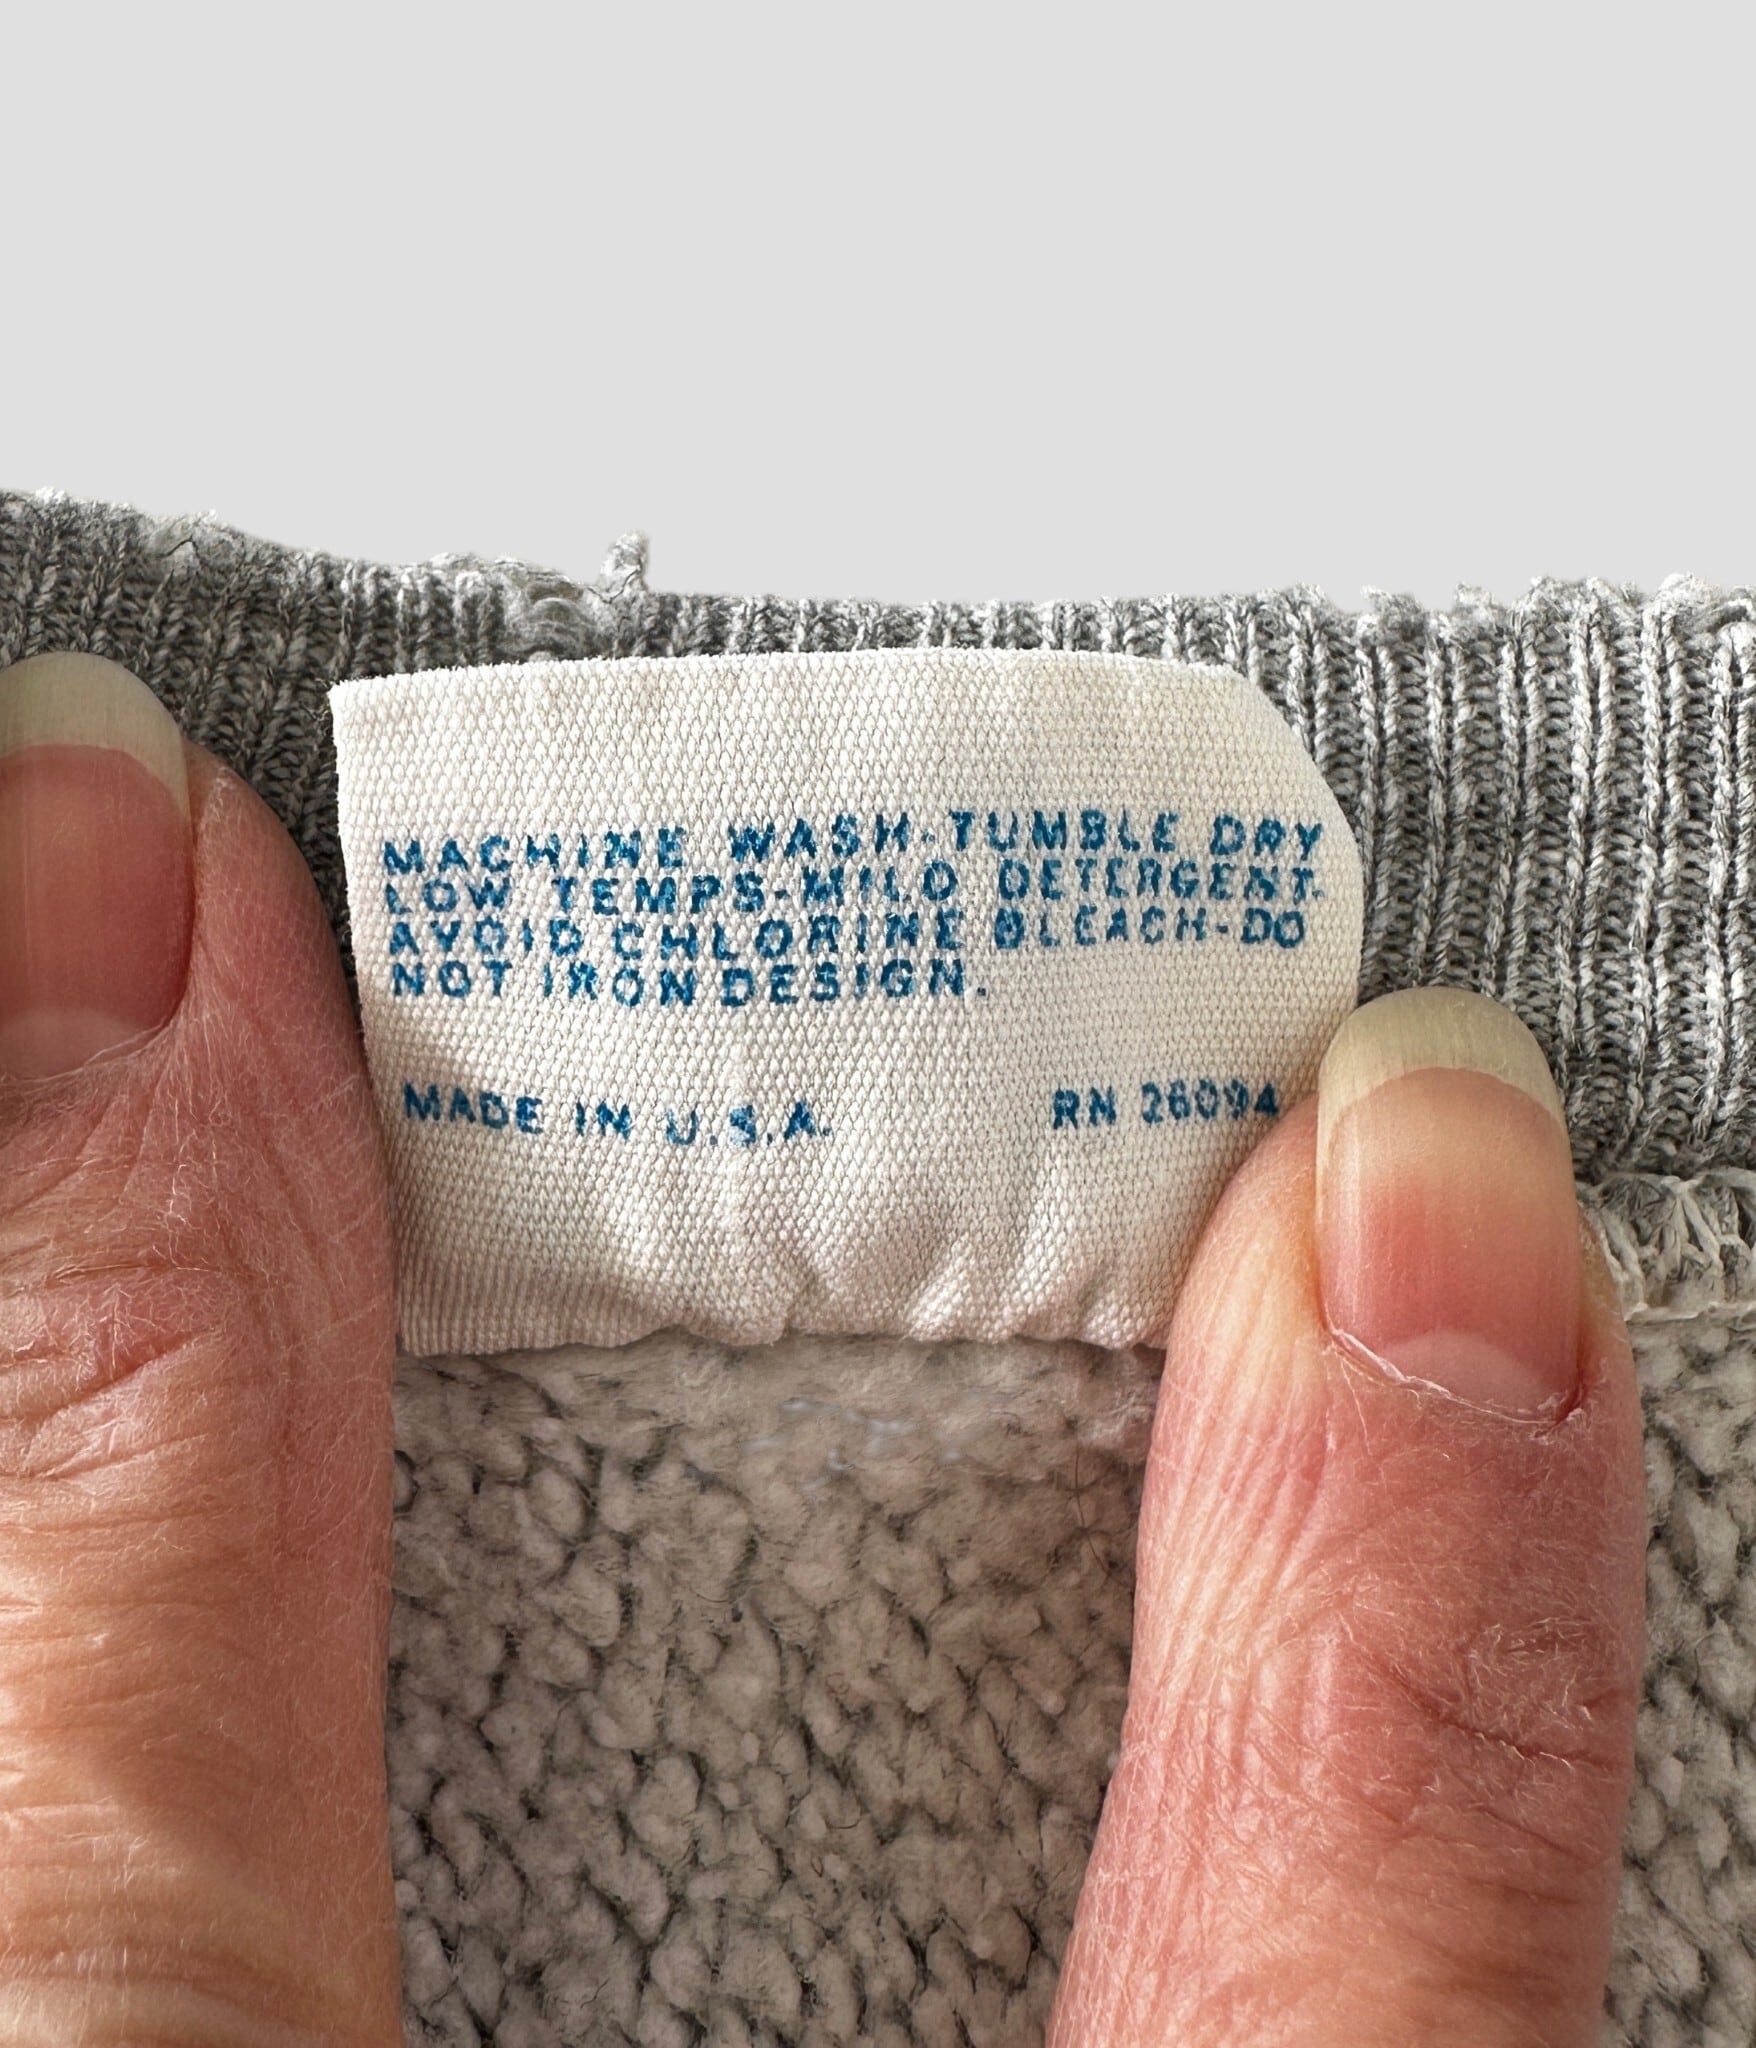 MACHINE WASH-TUMBLE DRY
LOW TEMPS-MILD DETERGENT.
AVOID CHLORINE BLEACH-DO
NOT IRON DESIGN.
MADE IN U.S.A. RN 26094